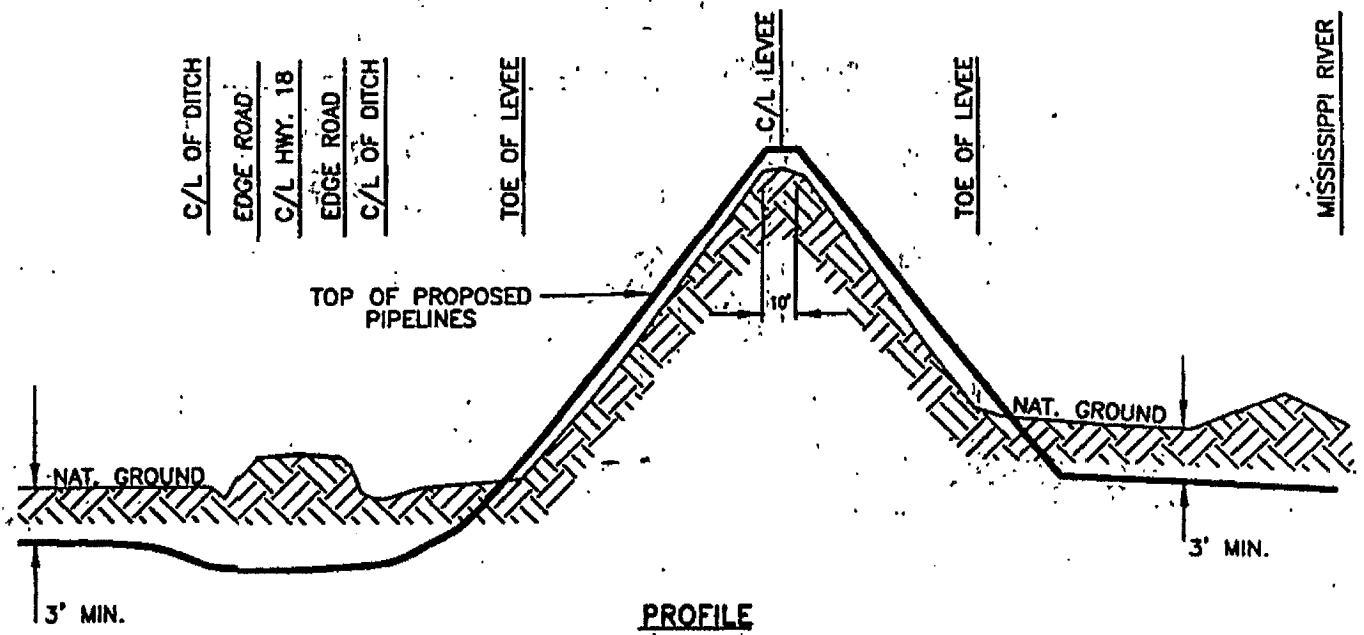 C/L OF DITCH
EDGE ROAD
C/L HWY. 18
EDGE ROAD
C/L OF DITCH
TOE OF LEVEE
C/L LEVEE
TOE OF LEVEE
MISSISSIPPI RIVER
TOP OF PROPOSED
PIPELINES
10'
NAT. GROUND
NAT. GROUND
3' MIN.
3' MIN.
PROFILE